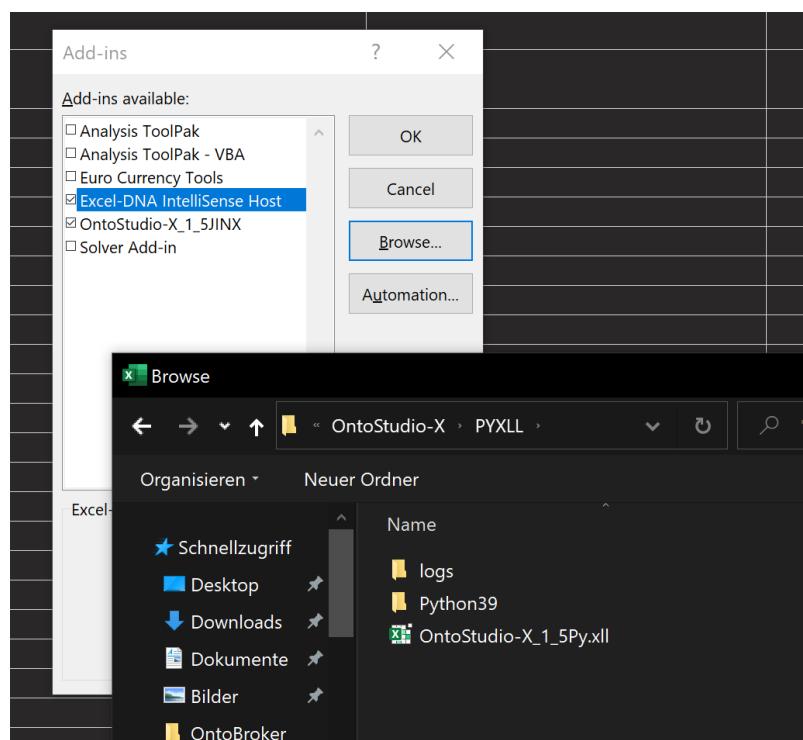 Add-ins ?
Add-ins available:
Analysis ToolPak
Analysis ToolPak - VBA
Euro Currency Tools
Excel-DNA IntelliSense Host
OntoStudio-X_1_5JINX
Solver Add-in
OK
Cancel
Browse...
Automation...
Excel-
Browse
« OntoStudio-X › PYXLL ›
Organisieren
Neuer Ordner
Schnellzugriff
Desktop
Downloads
Dokumente
Bilder
OntoBroker
Name
logs
Python39
OntoStudio-X_1_5Py.xll